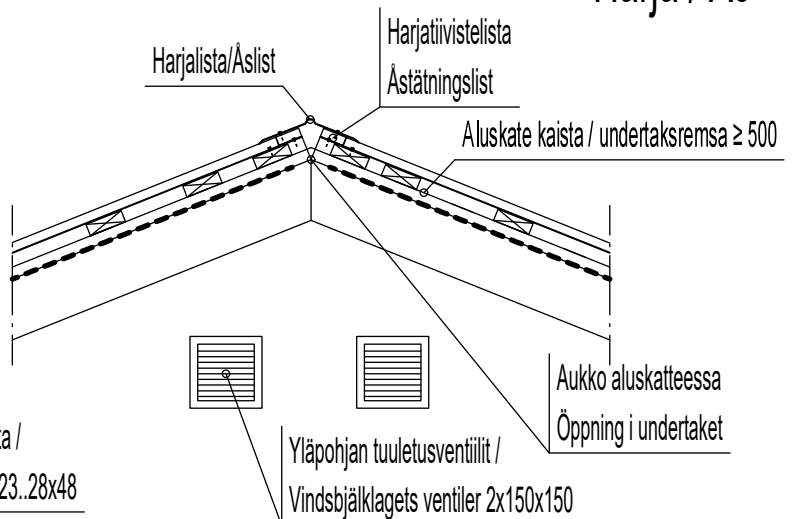 Harjalista/Åslist
Harjatiivistelista
Åstätningslist
Aluskate kaista / undertaksremsa ≥ 500
Aukko aluskatteessa
Öppning i undertaket
Yläpohjan tuuletusventiilit /
Vindsbjälklagets ventiler 2x150x150
/
23..28x48